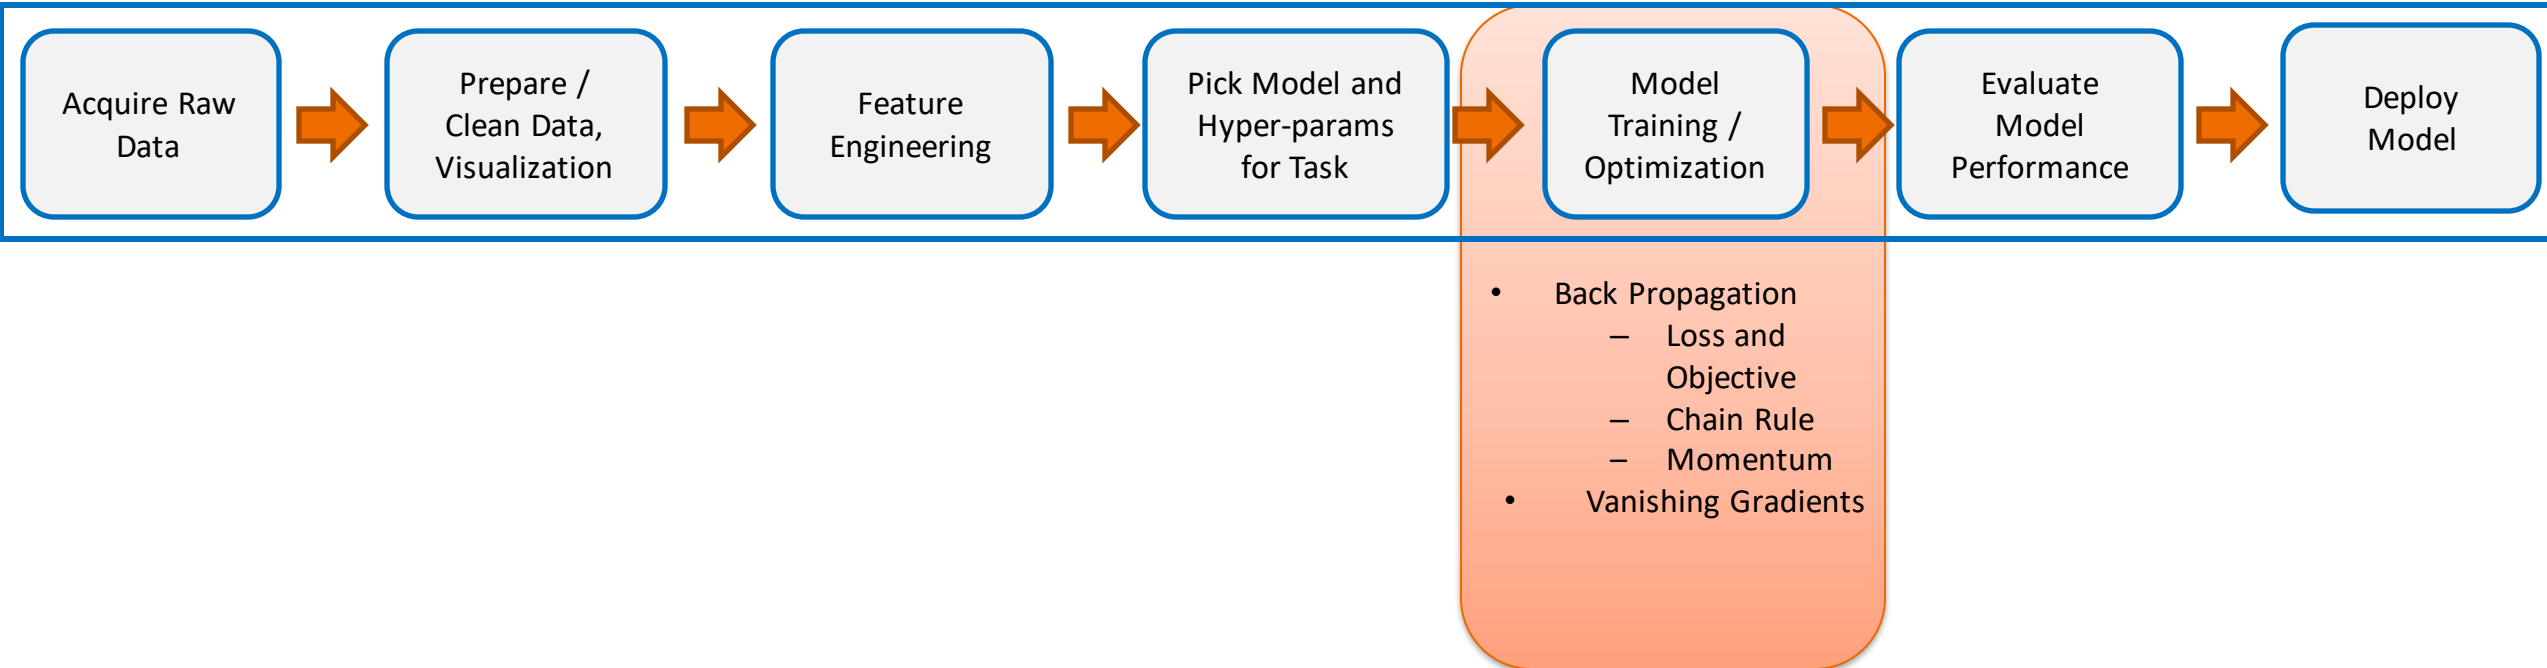 Acquire Raw
Data
Prepare /
Clean Data,
Visualization
Feature
Engineering
Pick Model and
Hyper-params
for Task
Model
Training /
Optimization
Evaluate
Model
Performance
Deploy
Model
• Back Propagation
– Loss and
Objective
– Chain Rule
– Momentum
• Vanishing Gradients